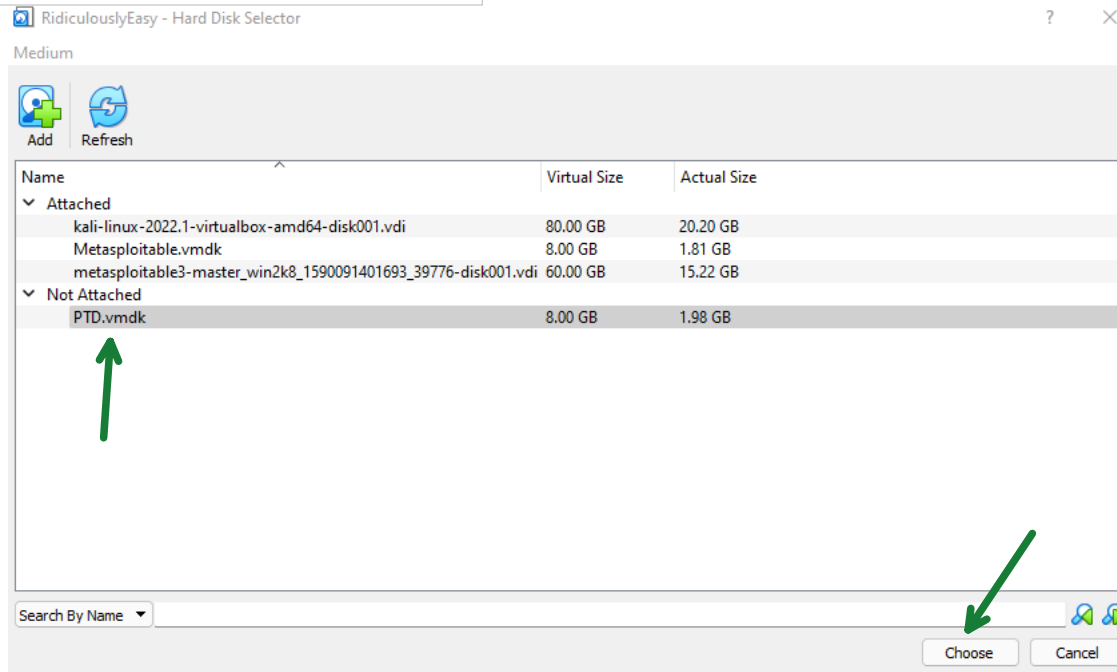 RidiculouslyEasy - Hard Disk Selector ?
Medium
Add Refresh
Name Virtual Size Actual Size
Attached
kali-linux-2022.1-virtualbox-amd64-disk001.vdi 80.00 GB 20.20 GB
Metasploitable.vmdk 8.00 GB 1.81 GB
metasploitable3-master_win2k8_1590091401693_39776-disk001.vdi 60.00 GB 15.22 GB
Not Attached
PTD.vmdk 8.00 GB 1.98 GB
Search By Name
Choose Cancel